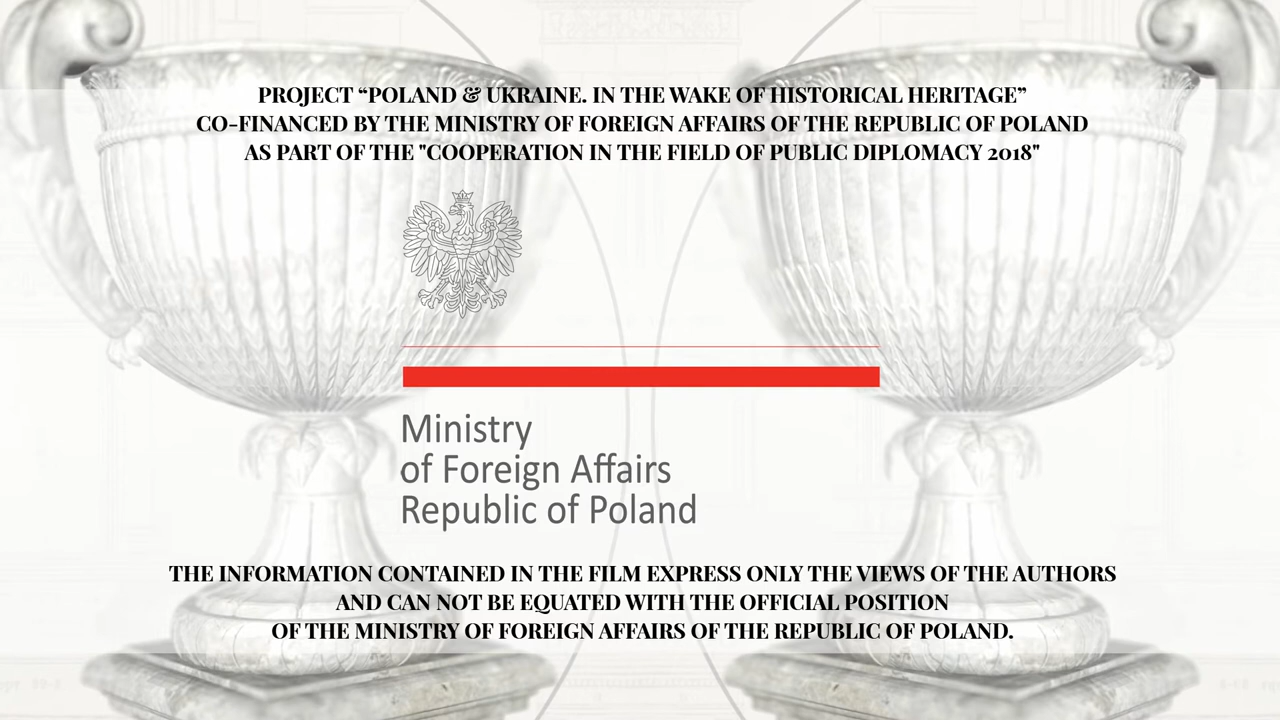 PROJECT “POLAND & UKRAINE. IN THE WAKE OF HISTORICAL HERITAGE”
CO-FINANCED BY THE MINISTRY OF FOREIGN AFFAIRS OF THE REPUBLIC OF POLAND
AS PART OF THE "COOPERATION IN THE FIELD OF PUBLIC DIPLOMACY 2018"
Ministry
of Foreign Affairs
Republic of Poland
THE INFORMATION CONTAINED IN THE FILM EXPRESS ONLY THE VIEWS OF THE AUTHORS
AND CAN NOT BE EQUATED WITH THE OFFICIAL POSITION
OF THE MINISTRY OF FOREIGN AFFAIRS OF THE REPUBLIC OF POLAND.